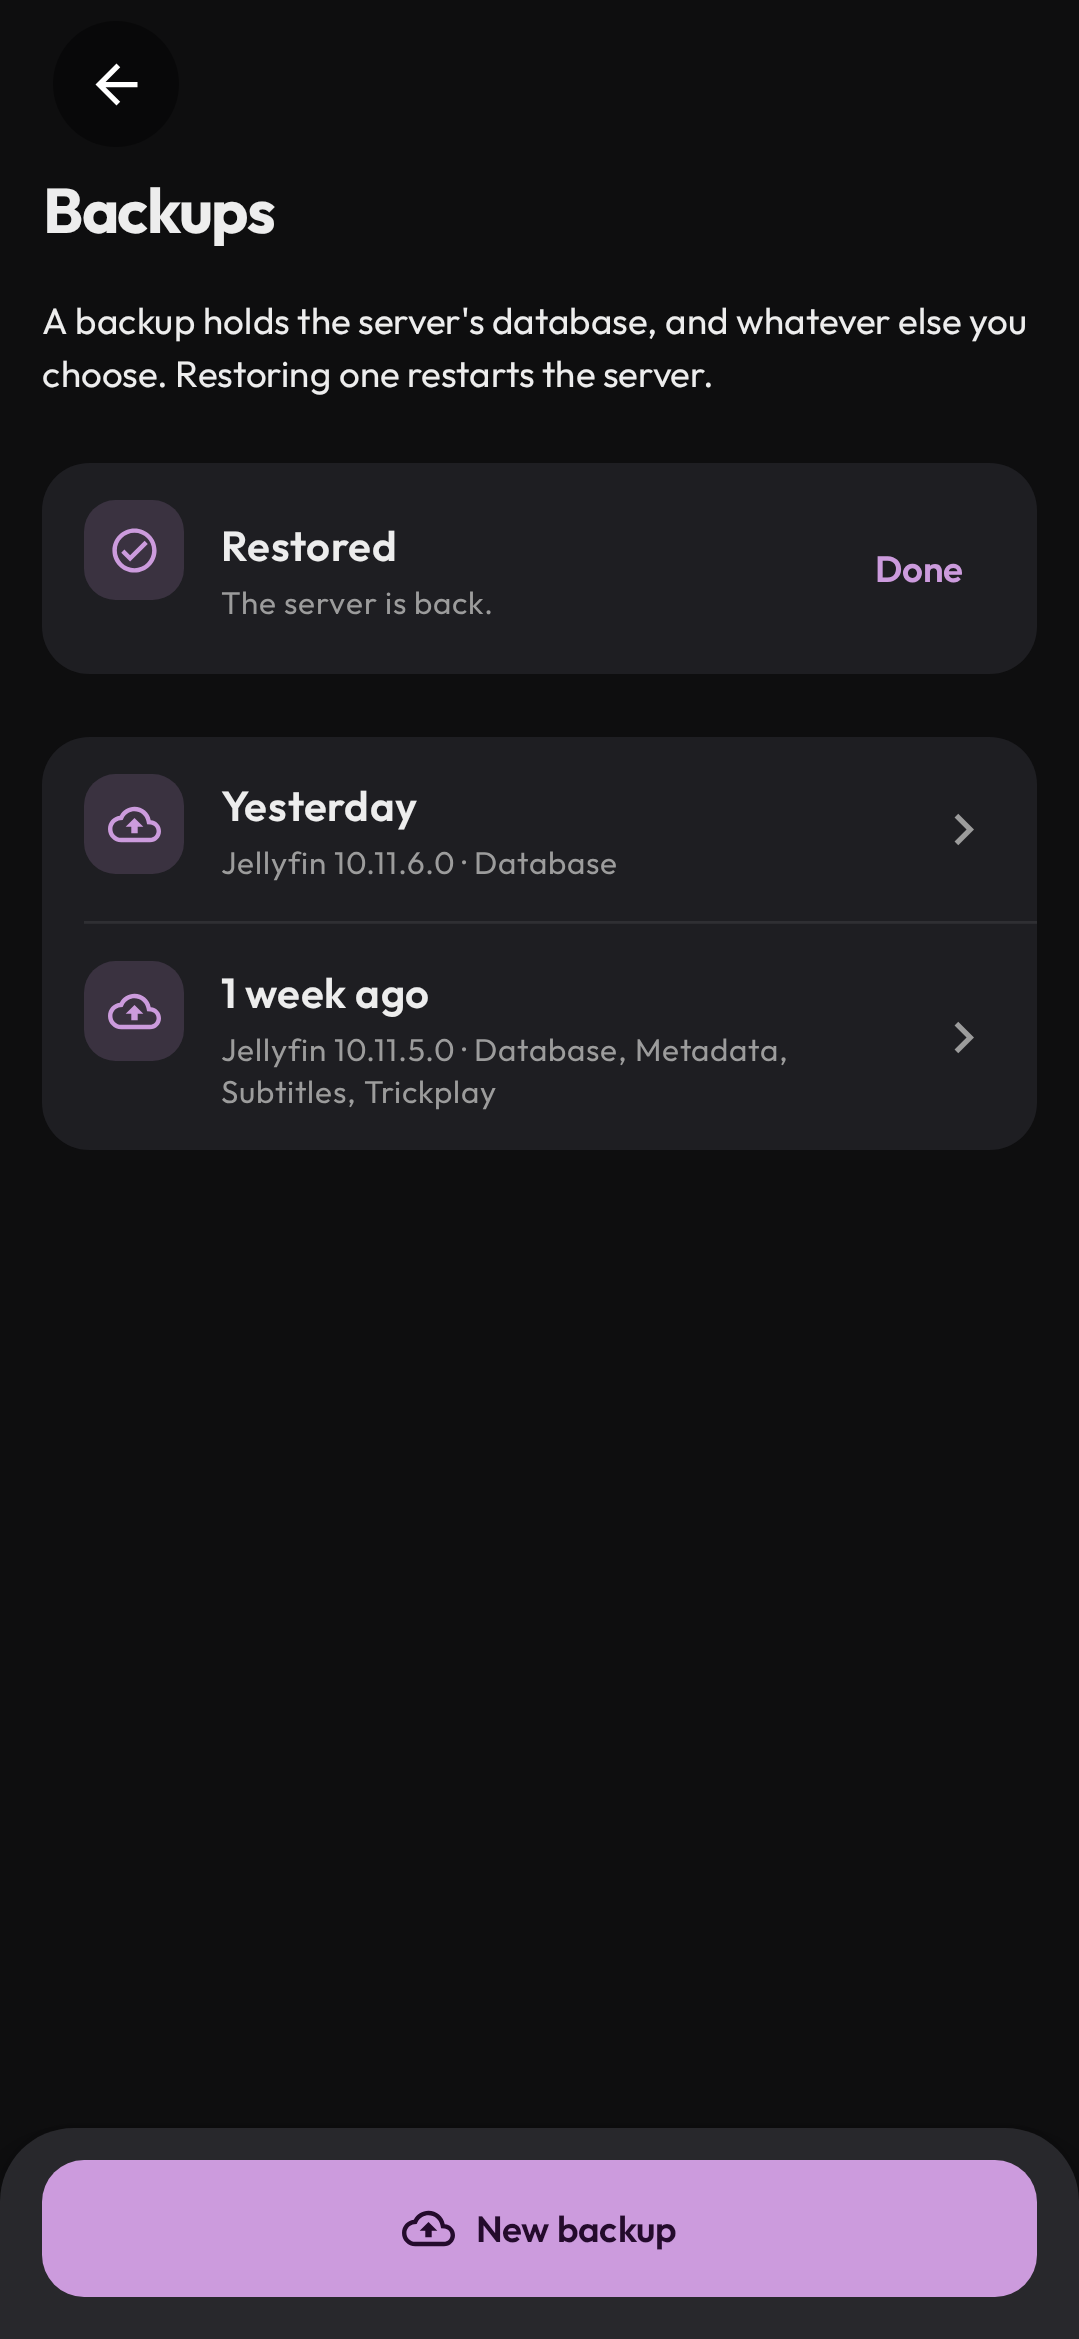 Backups
A backup holds the server's database, and whatever else you
choose. Restoring one restarts the server.
Restored
The server is back.
Done
Yesterday
Jellyfin 10.11.6.0 · Database
1 week ago
Jellyfin 10.11.5.0 · Database, Metadata,
Subtitles, Trickplay
New backup